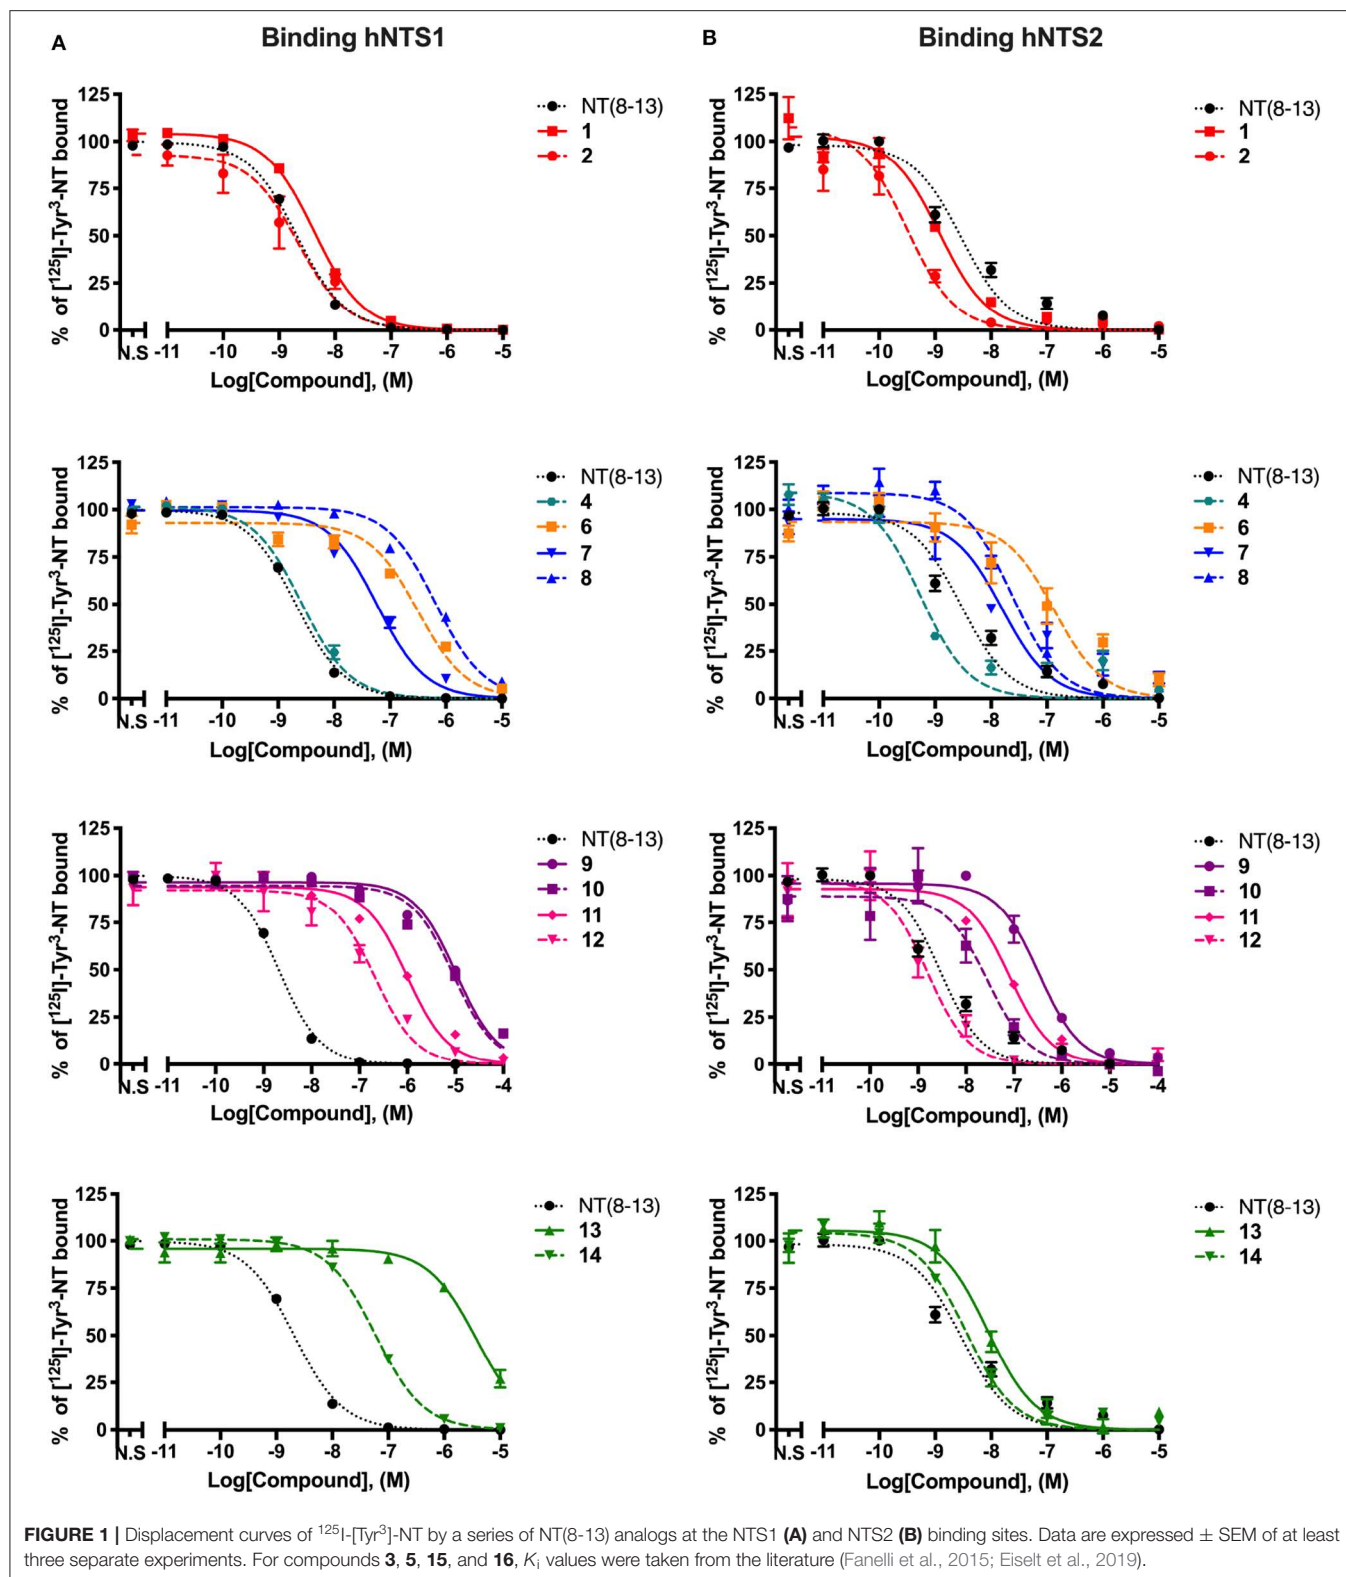 A
Binding hNTS1
B
Binding hNTS2
% of [¹²⁵I]-Tyr³-NT bound
125
100
75
50
25
0
N.S -11 -10 -9 -8 -7 -6 -5
Log[Compound], (M)
NT(8-13)
1
2
% of [¹²⁵I]-Tyr³-NT bound
125
100
75
50
25
0
N.S -11 -10 -9 -8 -7 -6 -5
Log[Compound], (M)
NT(8-13)
1
2
% of [¹²⁵I]-Tyr³-NT bound
125
100
75
50
25
0
N.S -11 -10 -9 -8 -7 -6 -5
Log[Compound], (M)
NT(8-13)
4
6
7
8
% of [¹²⁵I]-Tyr³-NT bound
125
100
75
50
25
0
N.S -11 -10 -9 -8 -7 -6 -5
Log[Compound], (M)
NT(8-13)
4
6
7
8
% of [¹²⁵I]-Tyr³-NT bound
125
100
75
50
25
0
N.S -11 -10 -9 -8 -7 -6 -5 -4
Log[Compound], (M)
NT(8-13)
9
10
11
12
% of [¹²⁵I]-Tyr³-NT bound
125
100
75
50
25
0
N.S -11 -10 -9 -8 -7 -6 -5 -4
Log[Compound], (M)
NT(8-13)
9
10
11
12
% of [¹²⁵I]-Tyr³-NT bound
125
100
75
50
25
0
N.S -11 -10 -9 -8 -7 -6 -5
Log[Compound], (M)
NT(8-13)
13
14
% of [¹²⁵I]-Tyr³-NT bound
125
100
75
50
25
0
N.S -11 -10 -9 -8 -7 -6 -5
Log[Compound], (M)
NT(8-13)
13
14
FIGURE 1 | Displacement curves of ¹²⁵I-[Tyr³]-NT by a series of NT(8-13) analogs at the NTS1 (A) and NTS2 (B) binding sites. Data are expressed ± SEM of at least
three separate experiments. For compounds 3, 5, 15, and 16, Kᵢ values were taken from the literature (Fanelli et al., 2015; Eiselt et al., 2019).